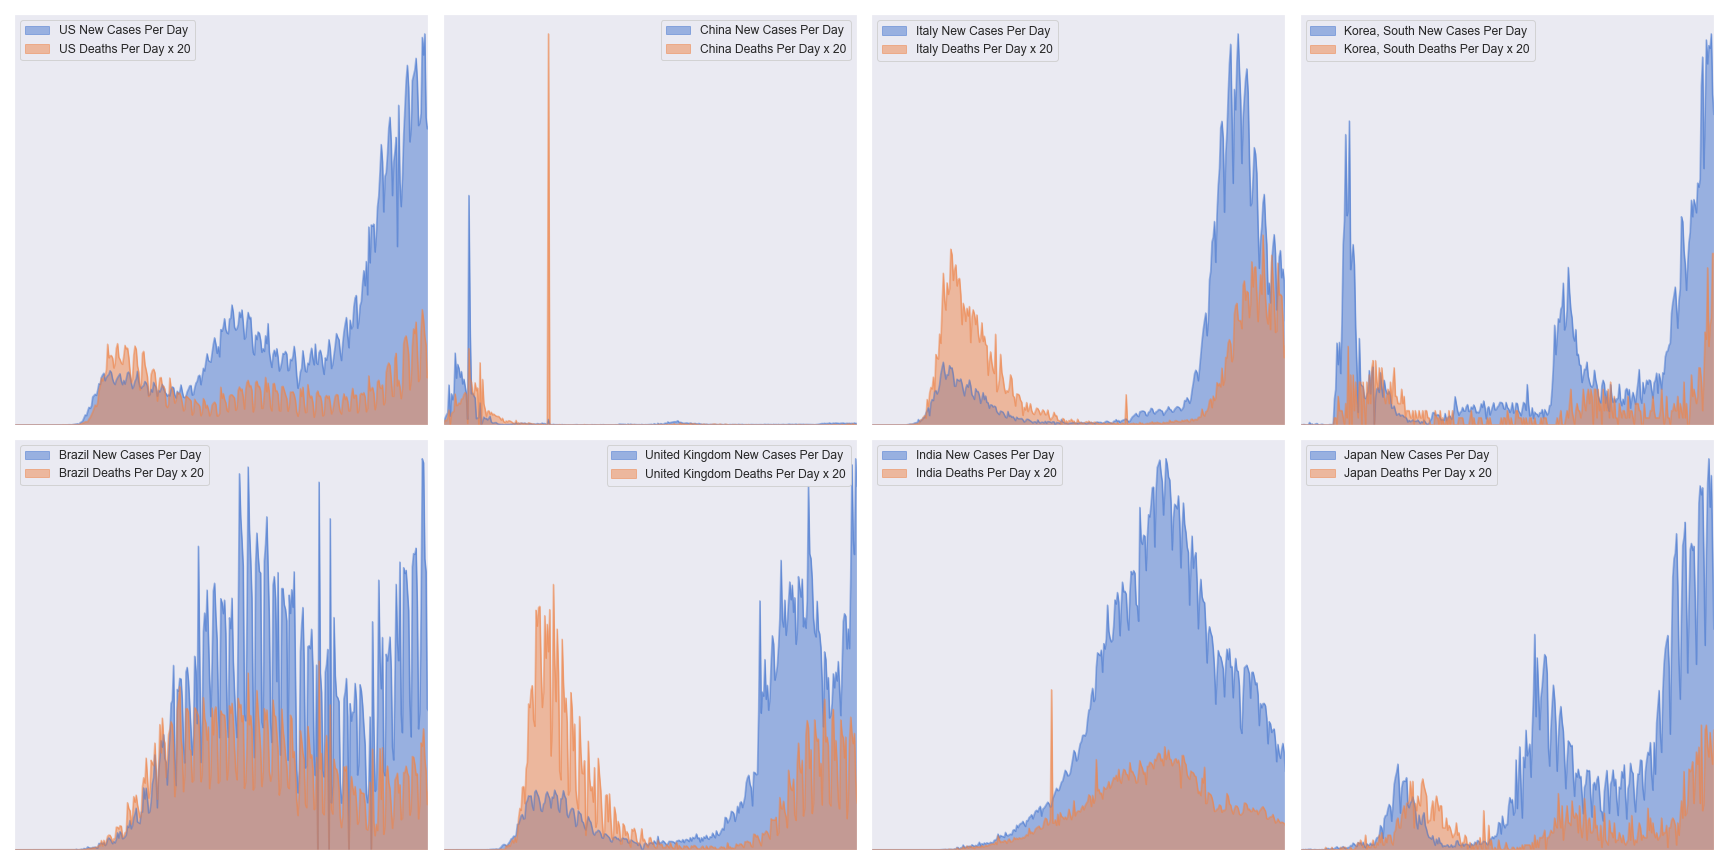 US New Cases Per Day
US Deaths Per Day x 20
China New Cases Per Day
China Deaths Per Day x 20
Italy New Cases Per Day
Italy Deaths Per Day x 20
Korea, South New Cases Per Day
Korea, South Deaths Per Day x 20
Brazil New Cases Per Day
Brazil Deaths Per Day x 20
United Kingdom New Cases Per Day
United Kingdom Deaths Per Day x 20
India New Cases Per Day
India Deaths Per Day x 20
Japan New Cases Per Day
Japan Deaths Per Day x 20